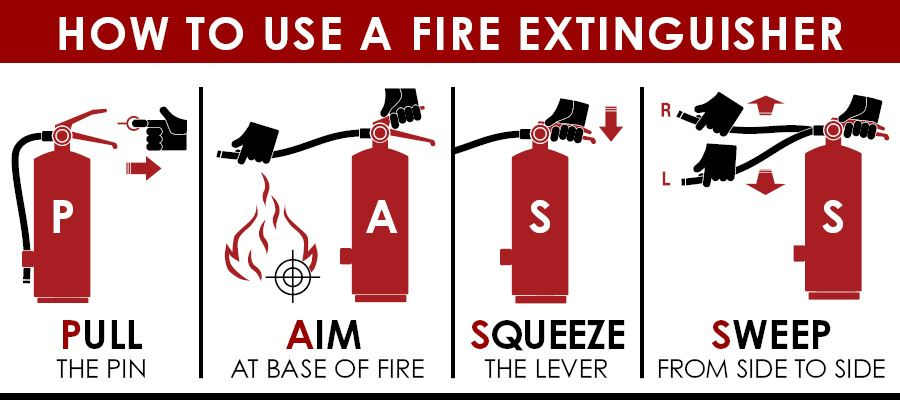 HOW TO USE A FIRE EXTINGUISHER
P
PULL
THE PIN
A
AIM
AT BASE OF FIRE
S
SQUEEZE
THE LEVER
R
L
S
SWEEP
FROM SIDE TO SIDE